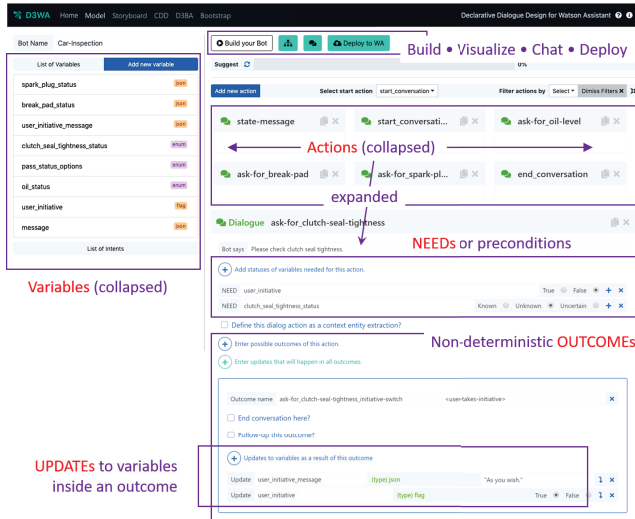 D3WA Home Model Storyboard CDD D3BA Bootstrap Declarative Dialogue Design for Watson Assistant
Bot Name Car-Inspection
List of Variables Add new variable
spark_plug_status json
break_pad_status json
user_initiative_message json
clutch_seal_tightness_status enum
pass_status_options enum
oil_status enum
user_initiative flag
message json
List of Intents
Variables (collapsed)
Build your Bot Deploy to WA
Build • Visualize • Chat • Deploy
Suggest 0%
Add new action Select start action start_conversation Filter actions by Select Dimiss Filters ×
state-message start_conversati... ask-for_oil-level
Actions (collapsed)
ask-for_break-pad ask-for_spark-pl... end_conversation
expanded
Dialogue ask-for_clutch-seal-tightness
NEEDs or preconditions
Bot says Please check clutch seal tightness.
Add statuses of variables needed for this action.
NEED user_initiative True False
NEED clutch_seal_tightness_status Known Unknown Uncertain
Define this dialog action as a context entity extraction?
Enter possible outcomes of this action.
Non-deterministic OUTCOMEs
Enter updates that will happen in all outcomes.
Outcome name ask-for_clutch-seal-tightness_initiative-switch <user-takes-initiative>
End conversation here?
Follow-up this outcome?
Updates to variables as a result of this outcome
UPDATEs to variables
inside an outcome
Update user_initiative_message (type) json "As you wish."
Update user_initiative (type) flag True False